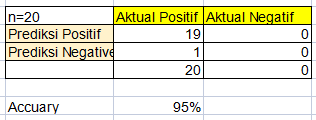 n=20 Aktual Positif Aktual Negatif
Prediksi Positif 19 0
Prediksi Negative 1 0
20 0
Accuary 95%